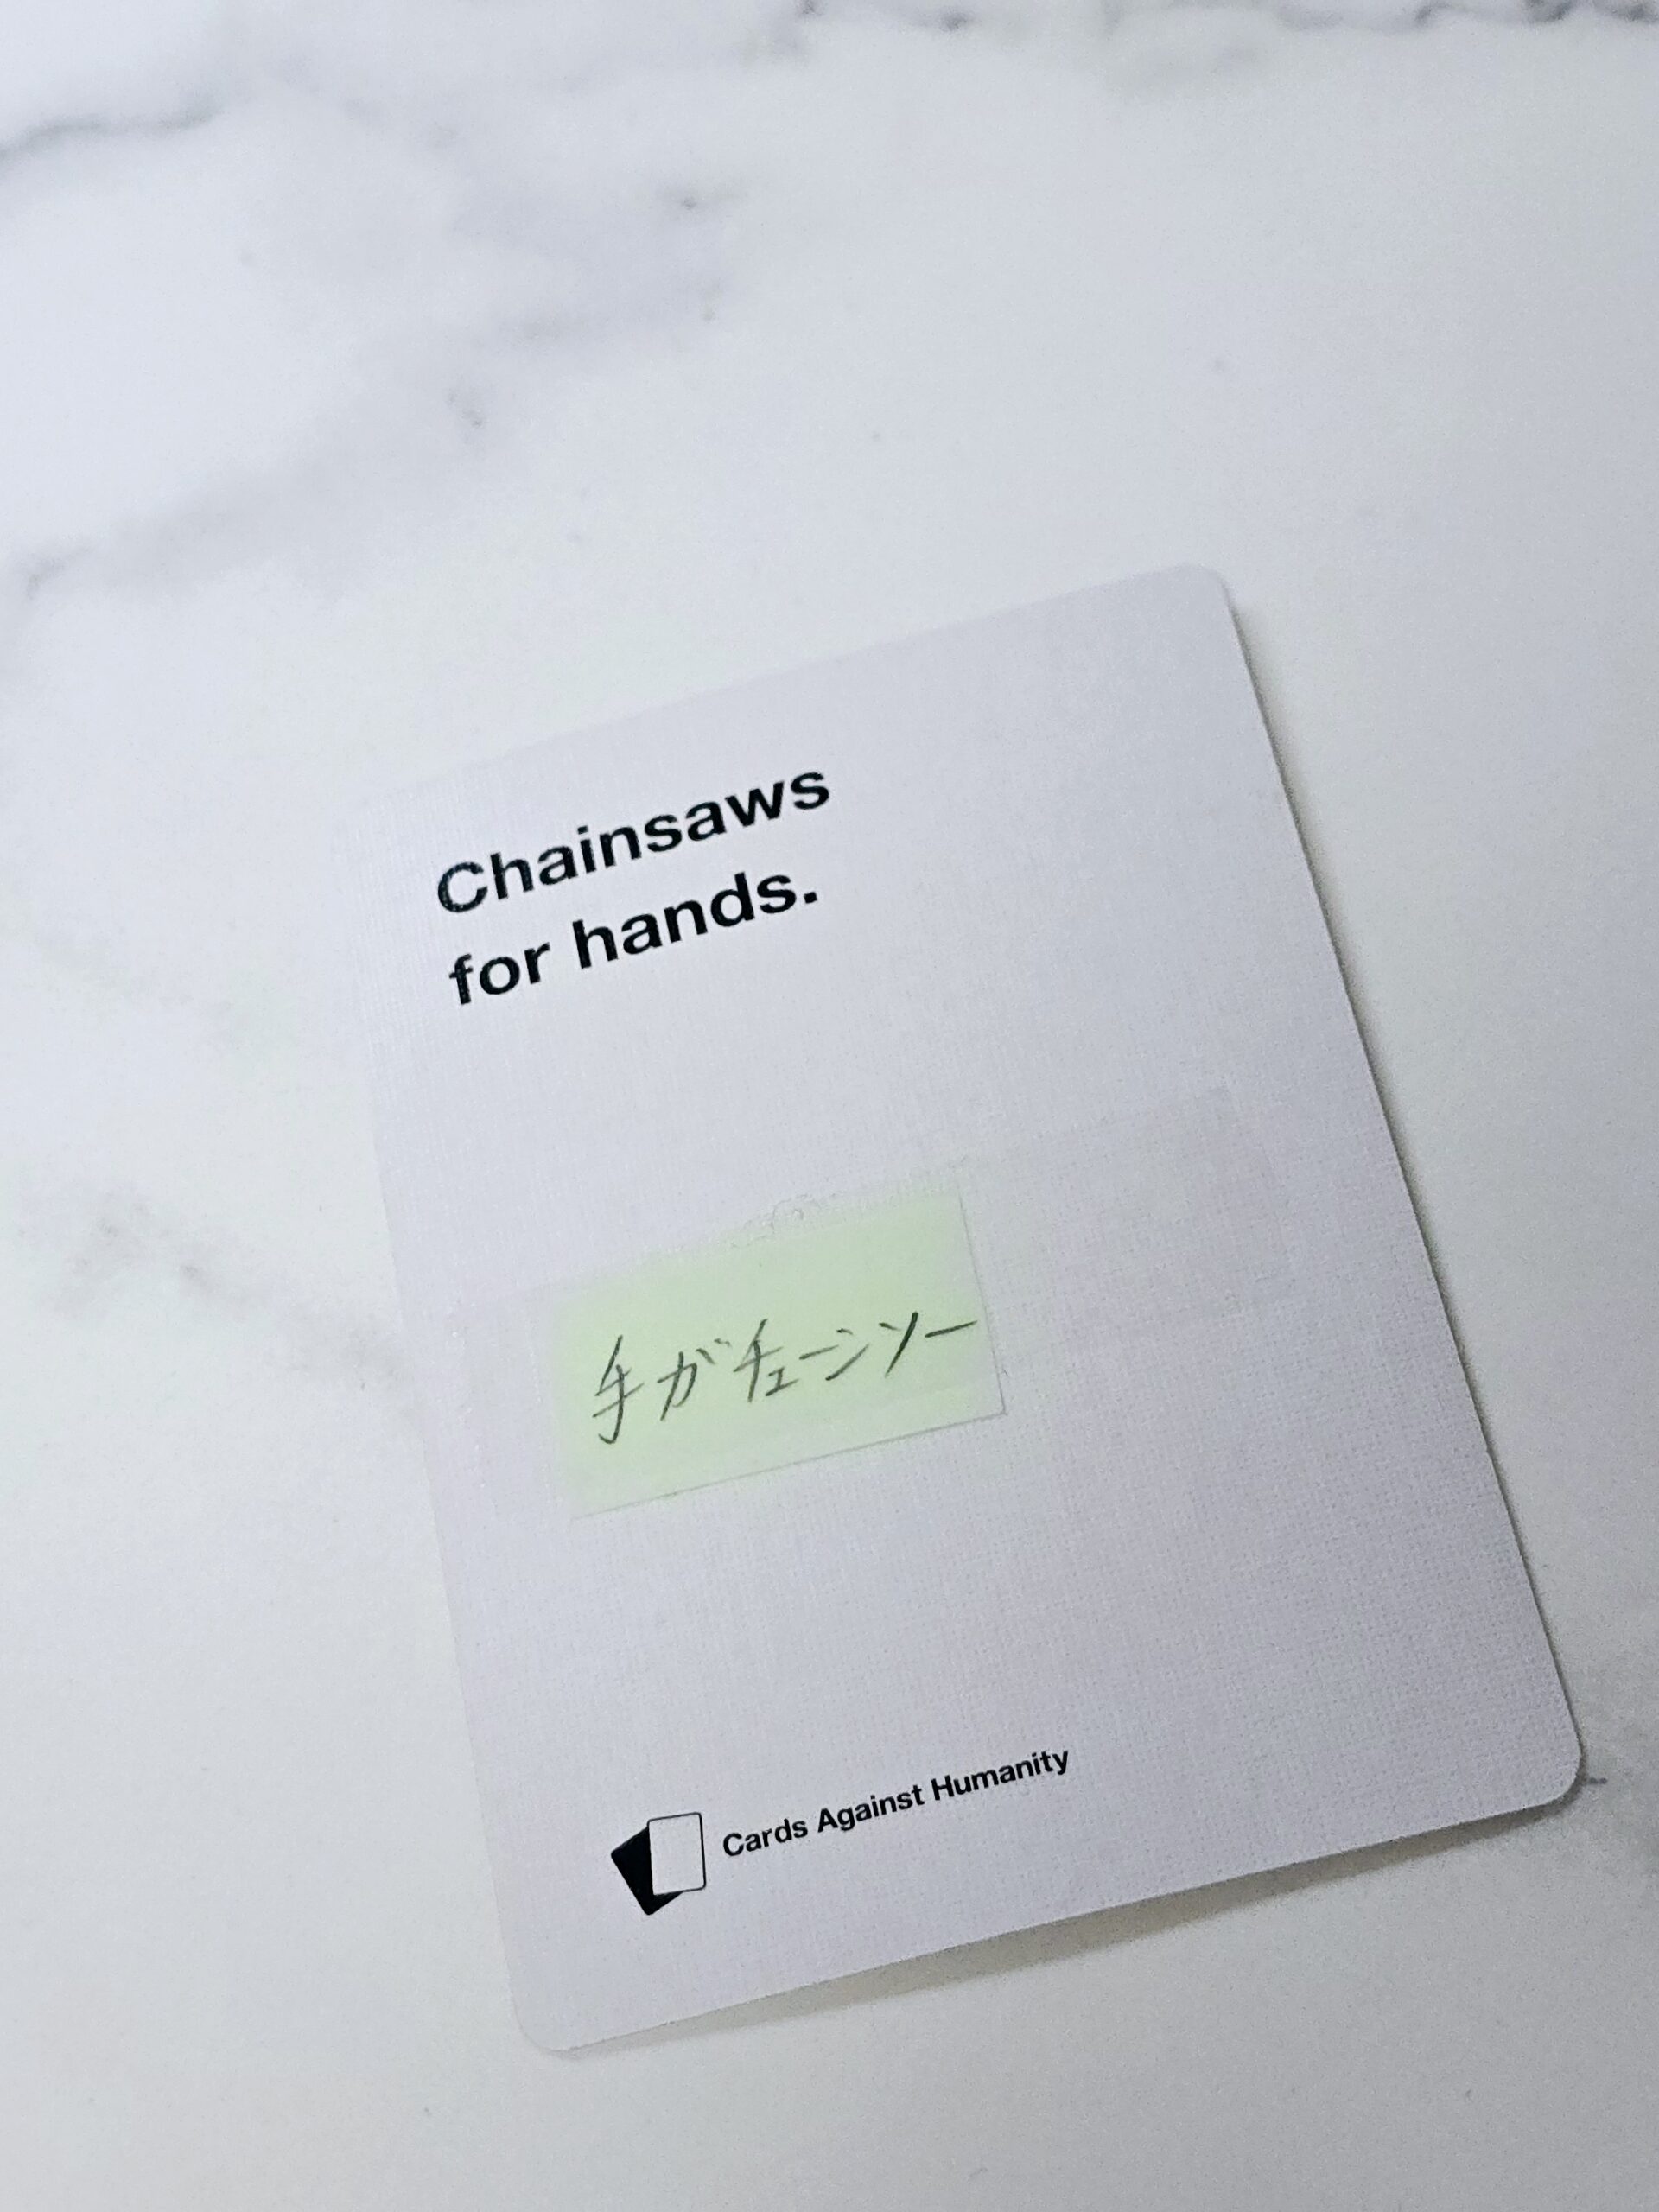 Chainsaws
for hands.
手がチェーンソー
Cards Against Humanity